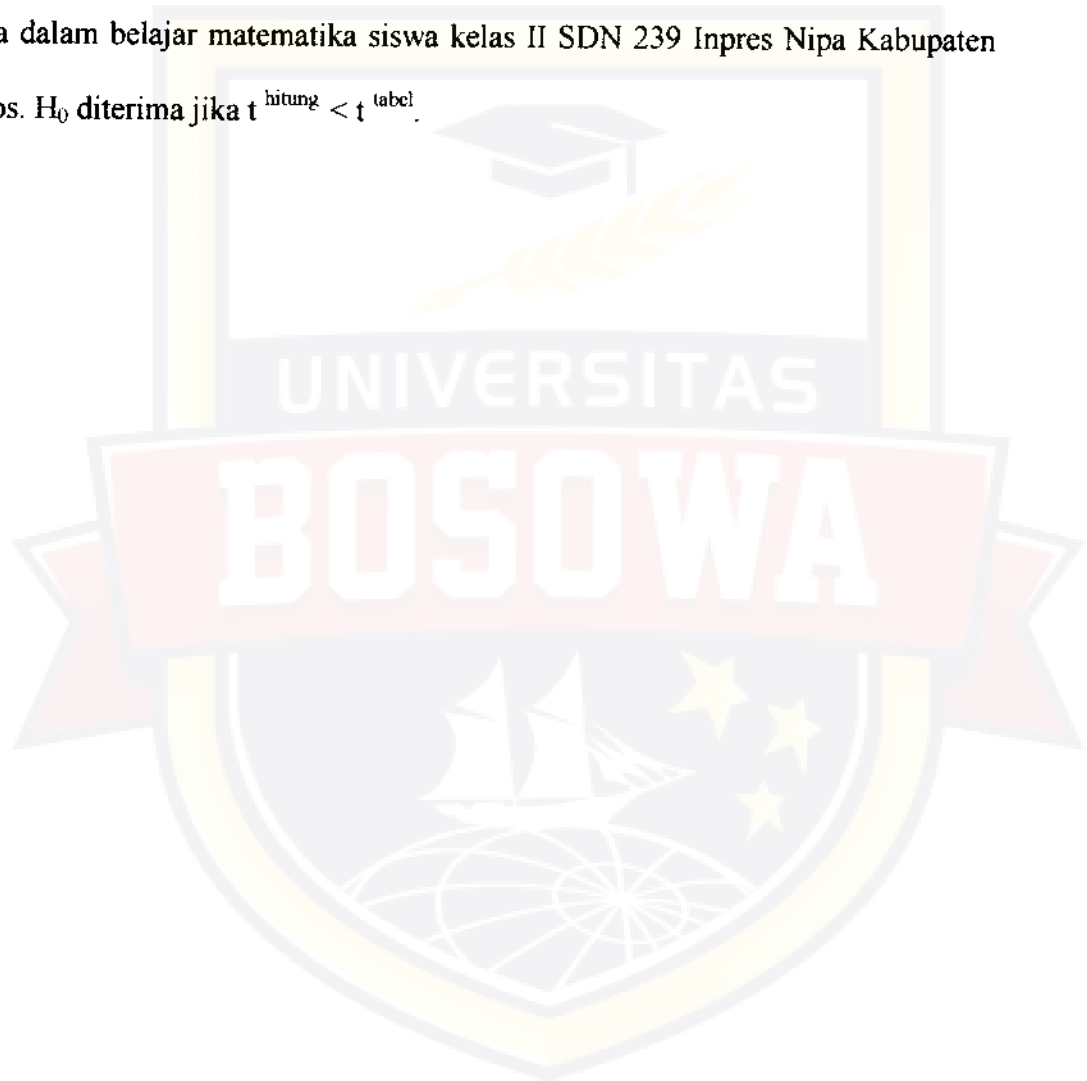 a dalam belajar matematika siswa kelas II SDN 239 Inpres Nipa Kabupaten
os. H₀ diterima jika t ʰⁱᵗᵘⁿᵍ < t ᵗᵃᵇᵉˡ.
UNIVERSITAS
BOSOWA